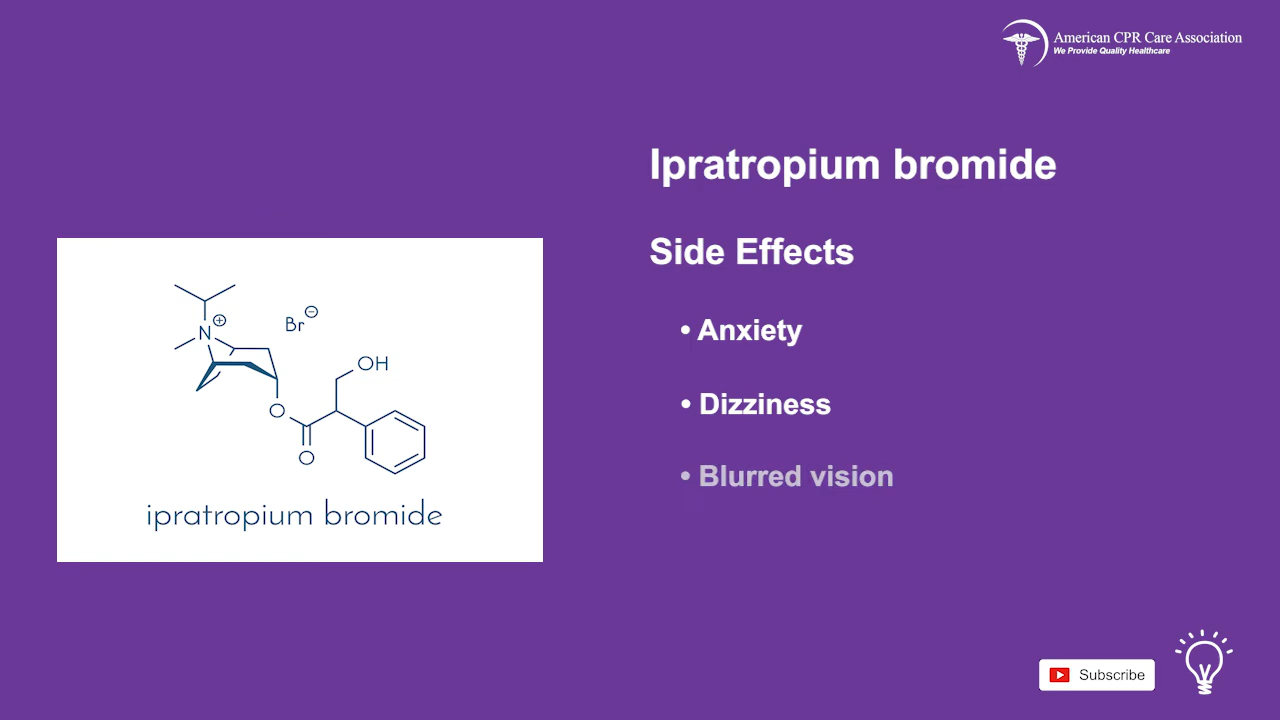 American CPR Care Association
We Provide Quality Healthcare
Ipratropium bromide
Side Effects
• Anxiety
• Dizziness
• Blurred vision
N⊕
Br⊖
OH
O
O
ipratropium bromide
Subscribe